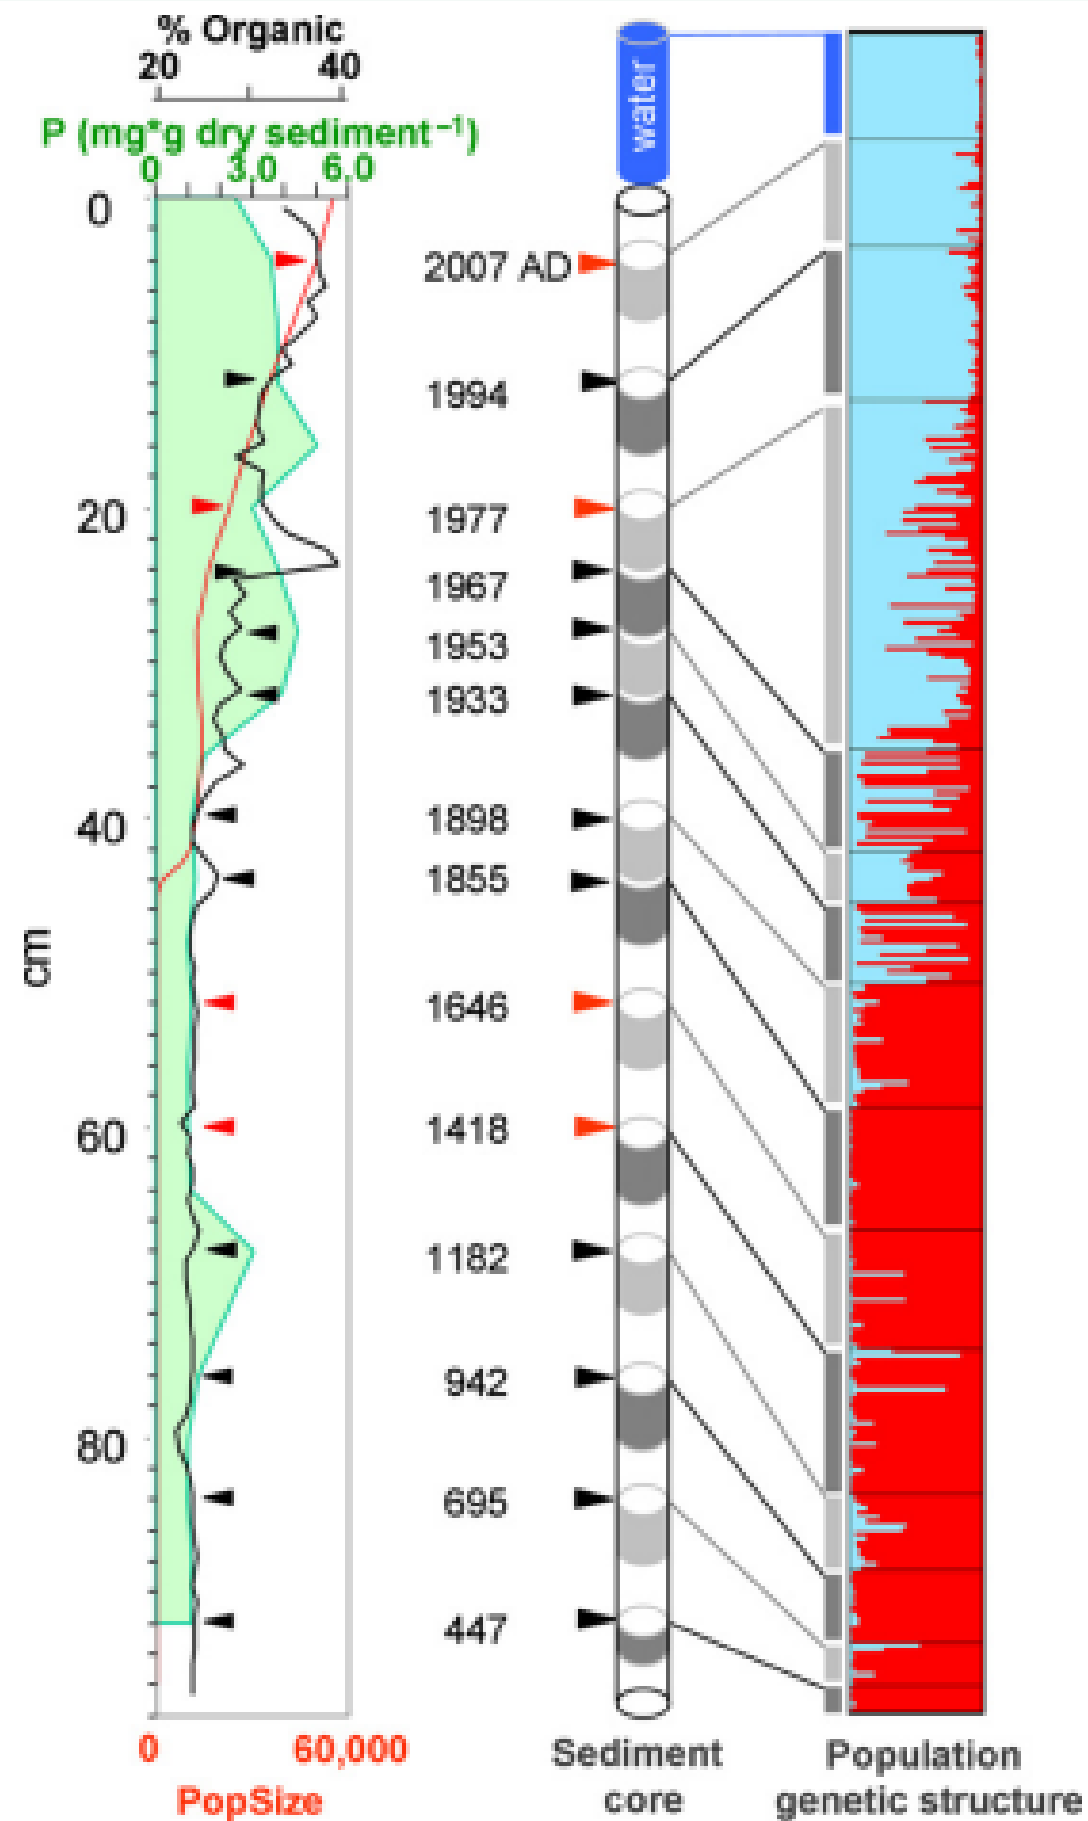 % Organic
20 40
P (mg*g dry sediment⁻¹)
0 3.0 6.0
water
0
20
40
60
80
cm
2007 AD
1994
1977
1967
1953
1933
1898
1855
1646
1418
1182
942
695
447
0 60,000
PopSize
Sediment
core
Population
genetic structure